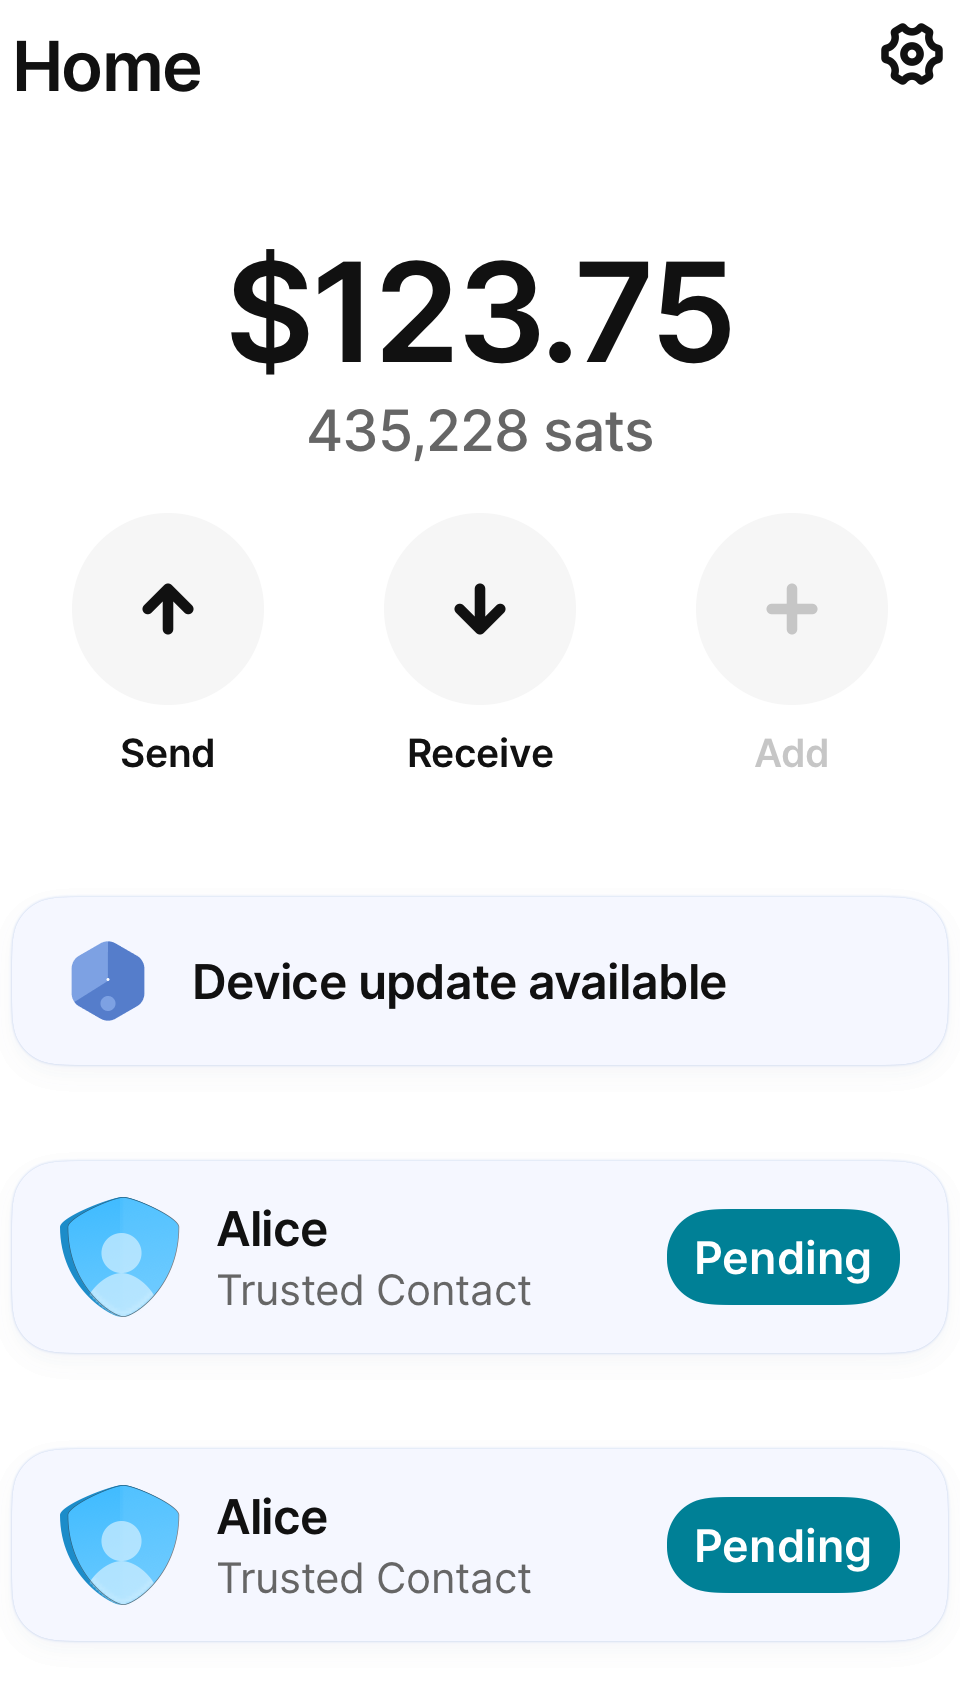 Home
$123.75
435,228 sats
Send
Receive
Add
Device update available
Alice
Trusted Contact
Pending
Alice
Trusted Contact
Pending